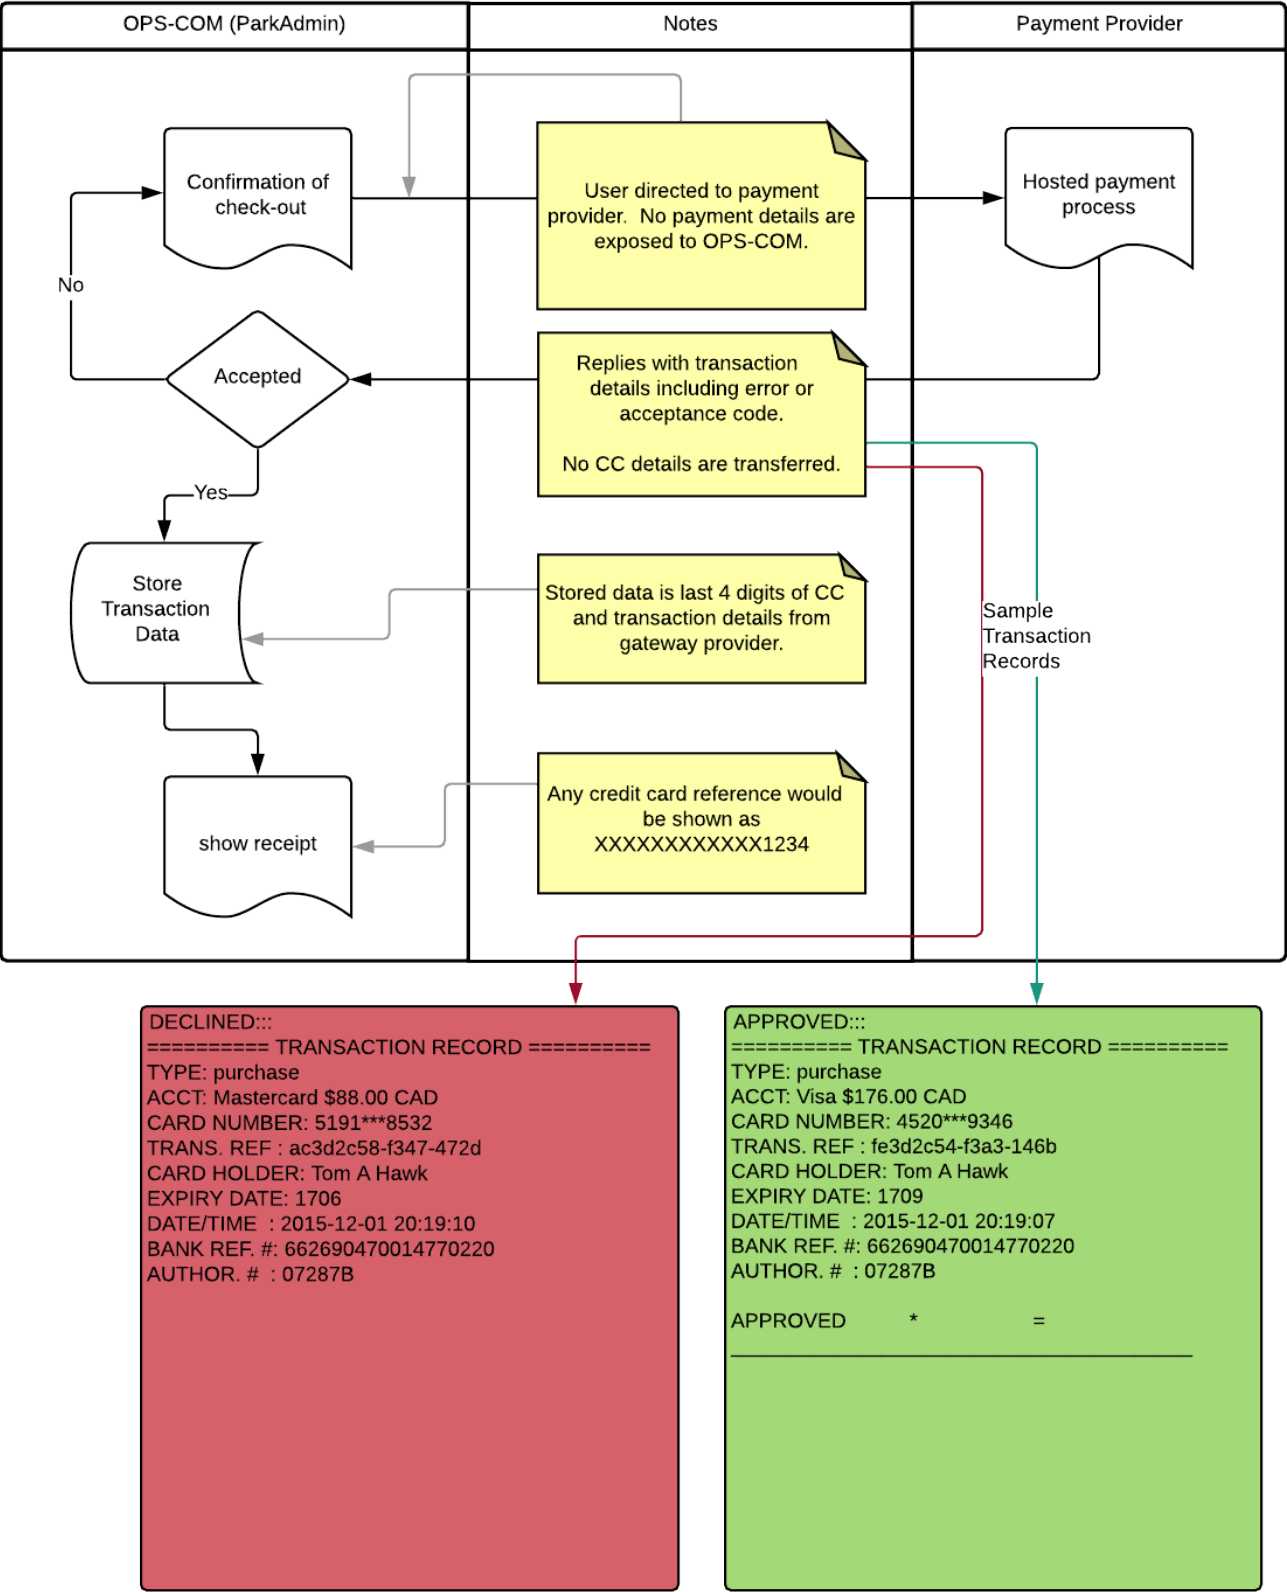 OPS-COM (ParkAdmin)
Notes
Payment Provider
Confirmation of
check-out
User directed to payment
provider.  No payment details are
exposed to OPS-COM.
Hosted payment
process
No
Accepted
Replies with transaction
details including error or
acceptance code.
No CC details are transferred.
Yes
Store
Transaction
Data
Stored data is last 4 digits of CC
and transaction details from
gateway provider.
Sample
Transaction
Records
show receipt
Any credit card reference would
be shown as
XXXXXXXXXXXX1234
DECLINED:::
========== TRANSACTION RECORD ==========
TYPE: purchase
ACCT: Mastercard $88.00 CAD
CARD NUMBER: 5191***8532
TRANS. REF : ac3d2c58-f347-472d
CARD HOLDER: Tom A Hawk
EXPIRY DATE: 1706
DATE/TIME  : 2015-12-01 20:19:10
BANK REF. #: 662690470014770220
AUTHOR. #  : 07287B
APPROVED:::
========== TRANSACTION RECORD ==========
TYPE: purchase
ACCT: Visa $176.00 CAD
CARD NUMBER: 4520***9346
TRANS. REF : fe3d2c54-f3a3-146b
CARD HOLDER: Tom A Hawk
EXPIRY DATE: 1709
DATE/TIME  : 2015-12-01 20:19:07
BANK REF. #: 662690470014770220
AUTHOR. #  : 07287B
APPROVED * =
________________________________________